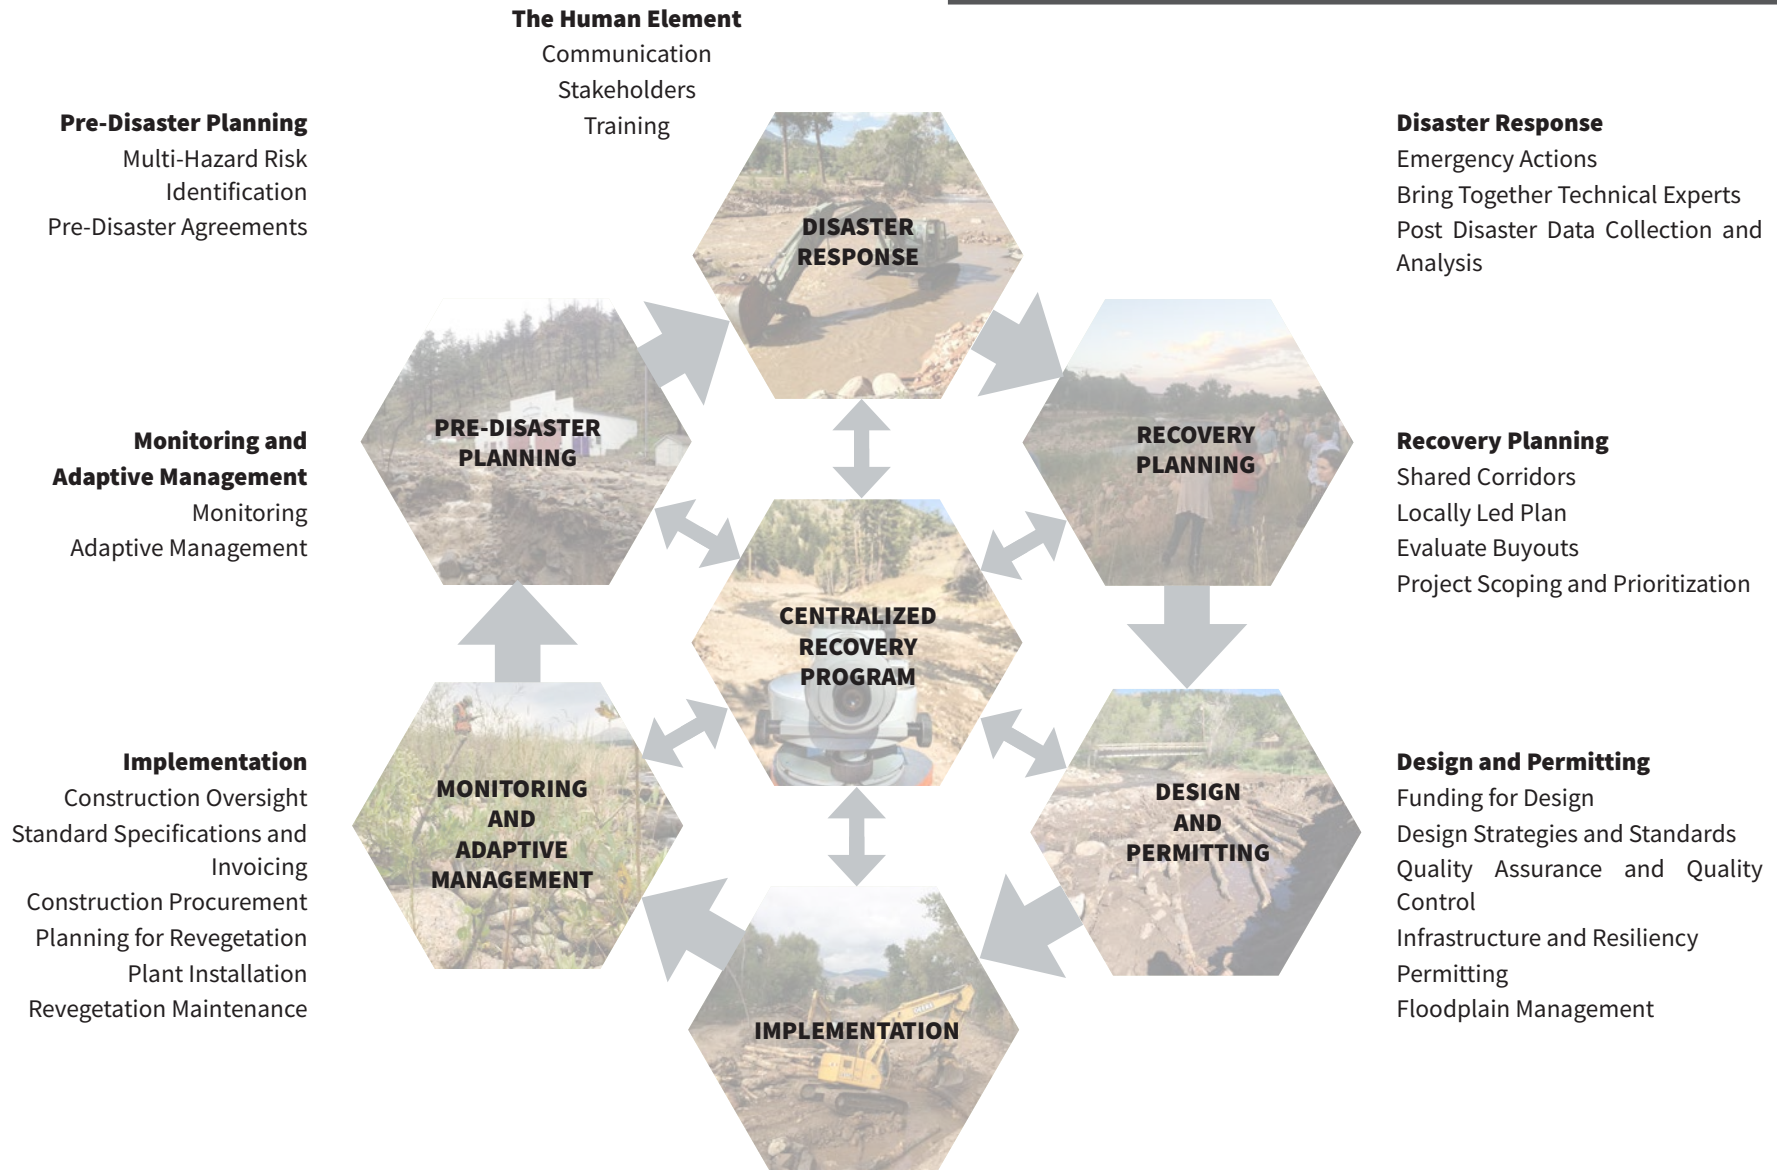 The Human Element
Communication
Stakeholders
Training
Pre-Disaster Planning
Multi-Hazard Risk
Identification
Pre-Disaster Agreements
Monitoring and
Adaptive Management
Monitoring
Adaptive Management
Implementation
Construction Oversight
Standard Specifications and
Invoicing
Construction Procurement
Planning for Revegetation
Plant Installation
Revegetation Maintenance
DISASTER
RESPONSE
PRE-DISASTER
PLANNING
RECOVERY
PLANNING
CENTRALIZED
RECOVERY
PROGRAM
MONITORING
AND
ADAPTIVE
MANAGEMENT
DESIGN
AND
PERMITTING
IMPLEMENTATION
Disaster Response
Emergency Actions
Bring Together Technical Experts
Post Disaster Data Collection and
Analysis
Recovery Planning
Shared Corridors
Locally Led Plan
Evaluate Buyouts
Project Scoping and Prioritization
Design and Permitting
Funding for Design
Design Strategies and Standards
Quality Assurance and Quality
Control
Infrastructure and Resiliency
Permitting
Floodplain Management